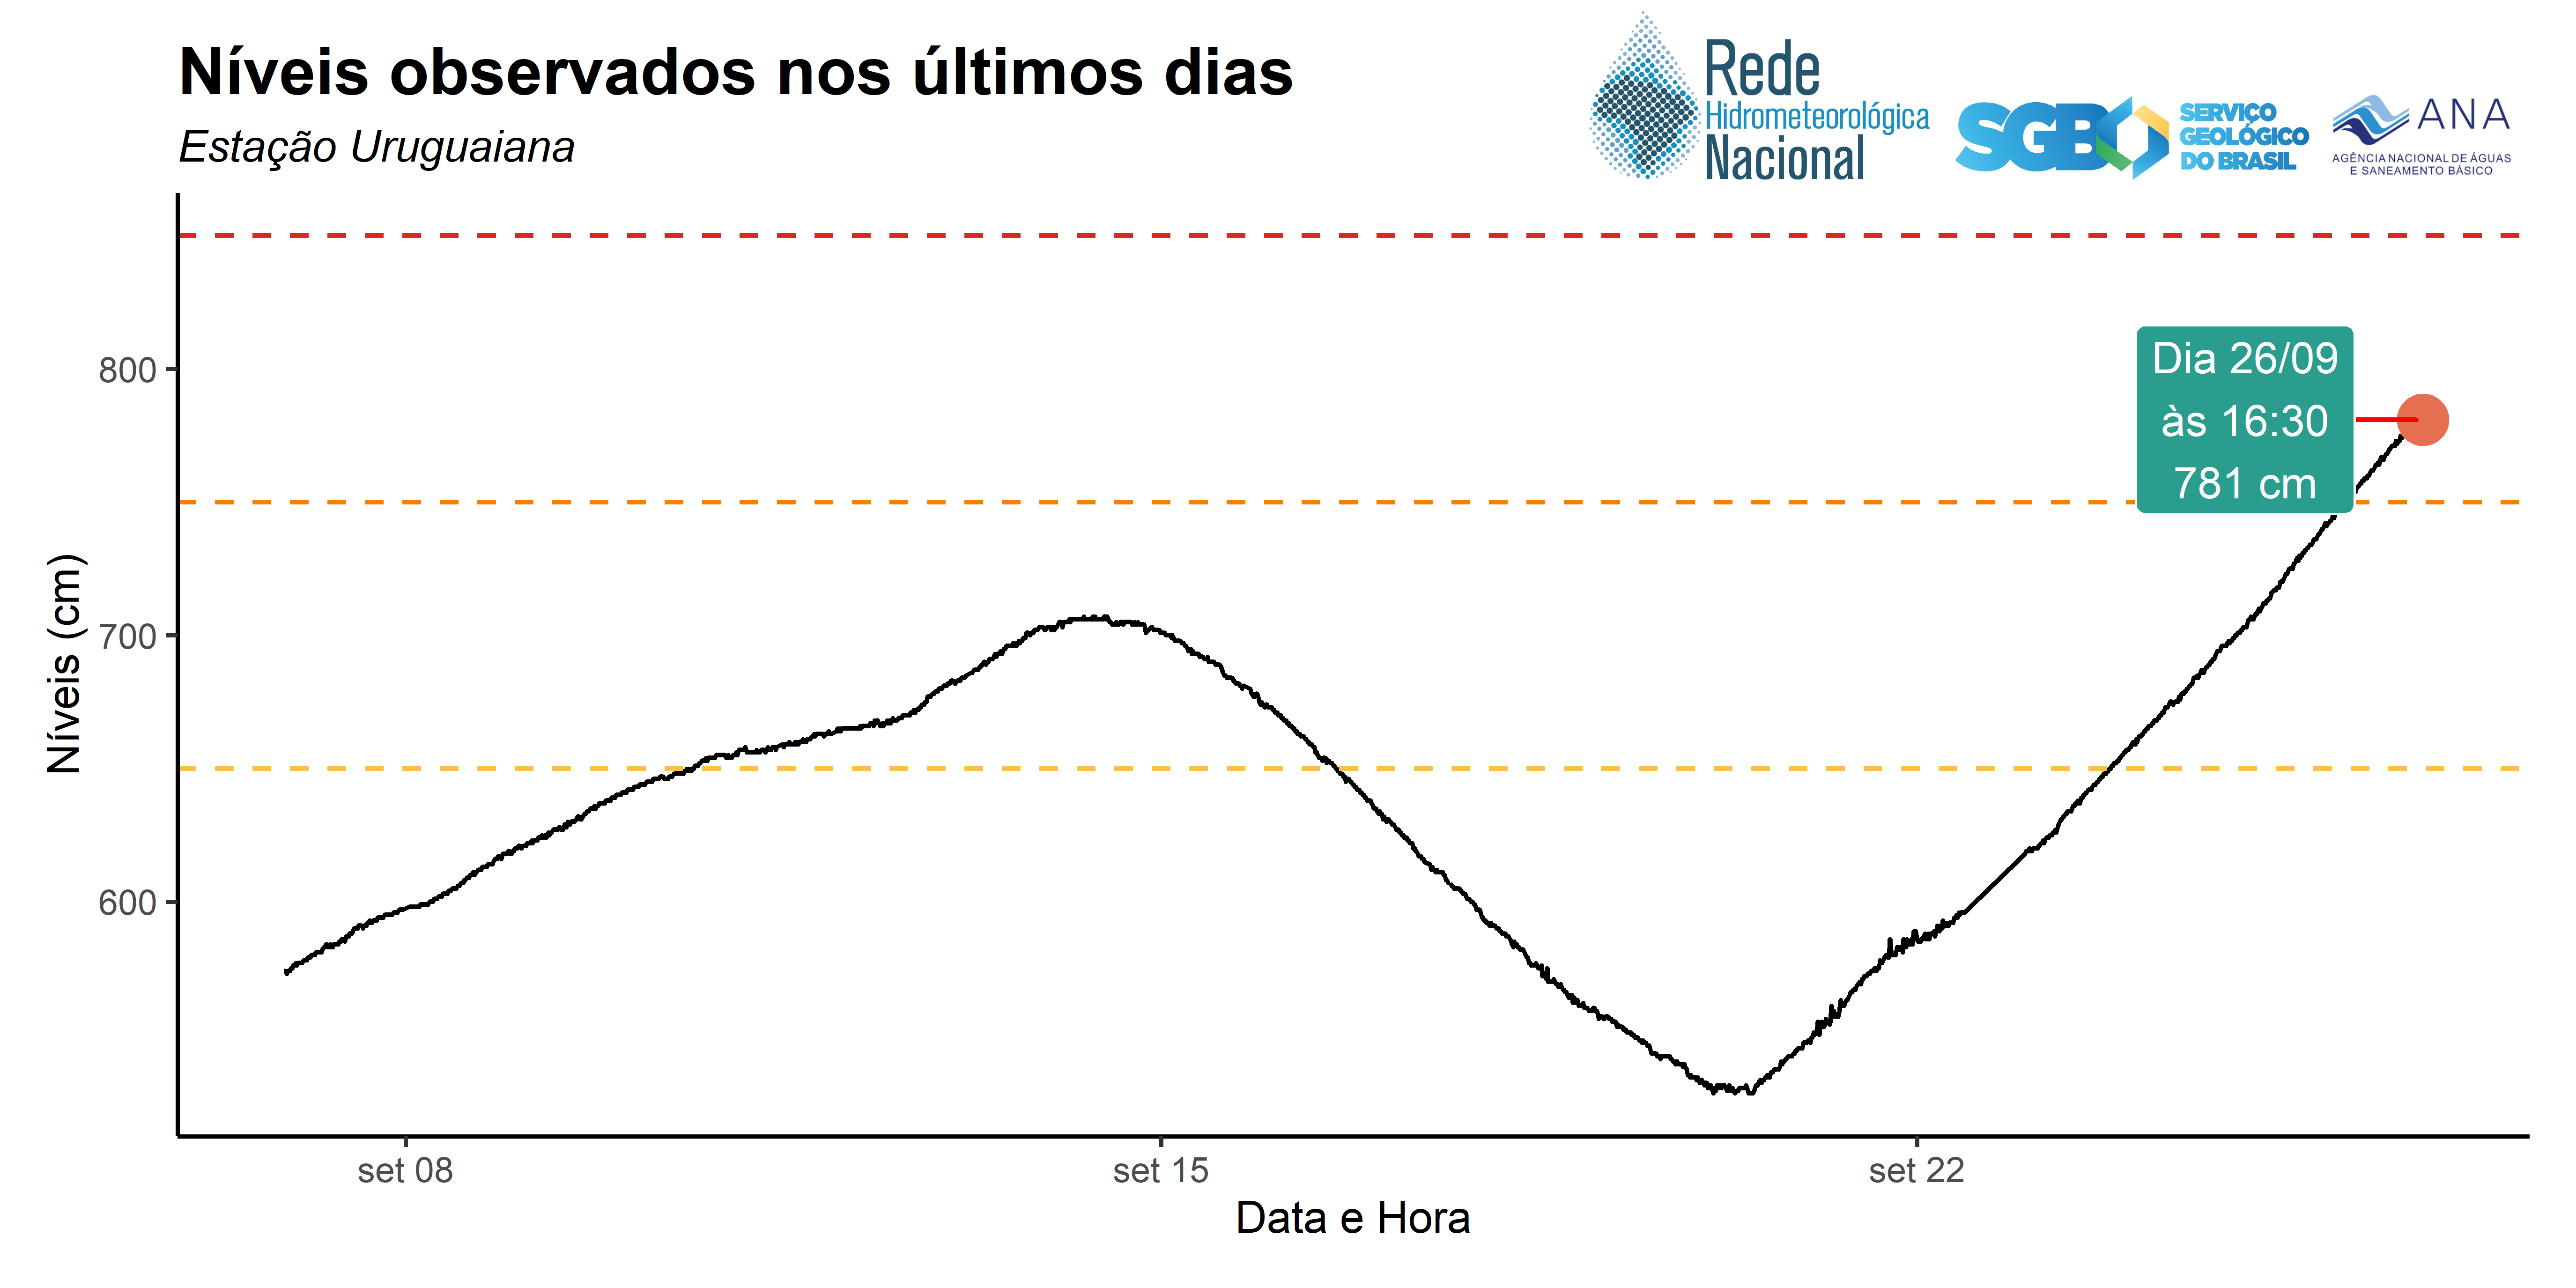 Níveis observados nos últimos dias
Estação Uruguaiana
Rede
Hidrometeorológica
Nacional
SGB
SERVIÇO
GEOLÓGICO
DO BRASIL
ANA
AGÊNCIA NACIONAL DE ÁGUAS
E SANEAMENTO BÁSICO
Níveis (cm)
800
700
600
Dia 26/09
às 16:30
781 cm
set 08
set 15
set 22
Data e Hora